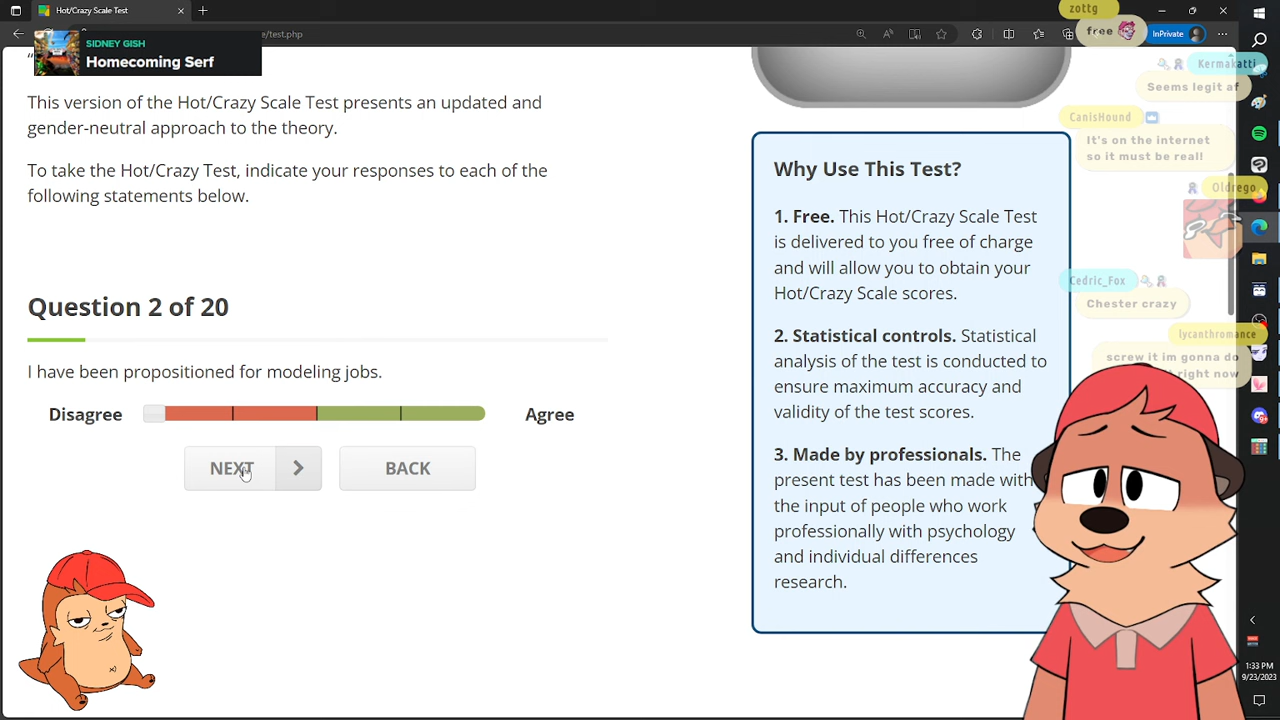 Hot/Crazy Scale Test
e/test.php
InPrivate
SIDNEY GISH
Homecoming Serf
This version of the Hot/Crazy Scale Test presents an updated and
gender-neutral approach to the theory.
To take the Hot/Crazy Test, indicate your responses to each of the
following statements below.
Question 2 of 20
I have been propositioned for modeling jobs.
Disagree
Agree
NEXT
BACK
Why Use This Test?
1. Free. This Hot/Crazy Scale Test
is delivered to you free of charge
and will allow you to obtain your
Hot/Crazy Scale scores.
2. Statistical controls. Statistical
analysis of the test is conducted to
ensure maximum accuracy and
validity of the test scores.
3. Made by professionals. The
present test has been made with
the input of people who work
professionally with psychology
and individual differences
research.
zottg
free
Kermakatti
Seems legit af
CanisHound
It's on the internet
so it must be real!
Oldrego
Cedric_Fox
Chester crazy
lycanthromance
screw it im gonna do
right now
1:33 PM
9/23/2023